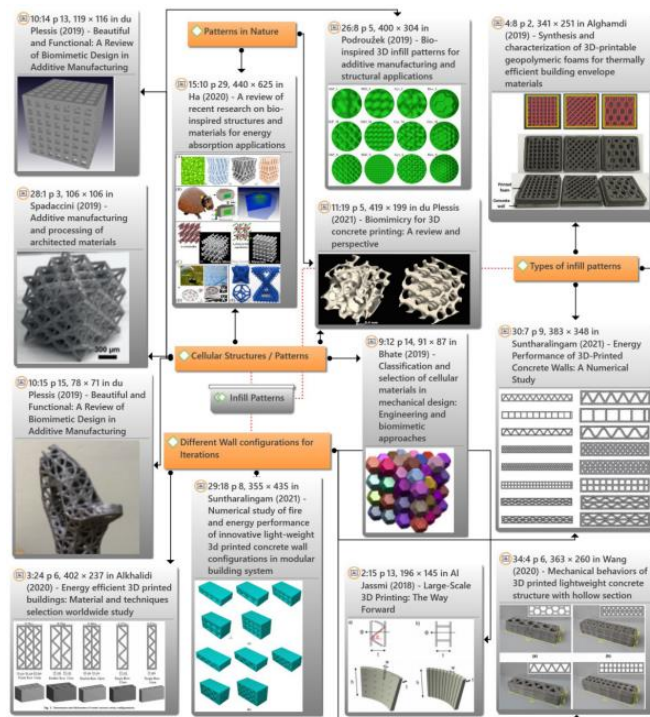 10:14 p 13, 119 × 116 in du
Plessis (2019) - Beautiful
and Functional: A Review
of Biomimetic Design in
Additive Manufacturing
Patterns in Nature
26:8 p 5, 400 × 304 in
Podroužek (2019) - Bio-
inspired 3D infill patterns for
additive manufacturing and
structural applications
4:8 p 2, 341 × 251 in Alghamdi
(2019) - Synthesis and
characterization of 3D-printable
geopolymeric foams for thermally
efficient building envelope
materials
Printed
foam
Concrete
wall
15:10 p 29, 440 × 625 in
Ha (2020) - A review of
recent research on bio-
inspired structures and
materials for energy
absorption applications
28:1 p 3, 106 × 106 in
Spadaccini (2019) -
Additive manufacturing
and processing of
architected materials
300 µm
11:19 p 5, 419 × 199 in du Plessis
(2021) - Biomimicry for 3D
concrete printing: A review and
perspective
Types of infill patterns
Cellular Structures / Patterns
Infill Patterns
Different Wall configurations for
Iterations
9:12 p 14, 91 × 87 in
Bhate (2019) -
Classification and
selection of cellular
materials in
mechanical design:
Engineering and
biomimetic
approaches
30:7 p 9, 383 × 348 in
Suntharalingam (2021) - Energy
Performance of 3D-Printed
Concrete Walls: A Numerical
Study
10:15 p 15, 78 × 71 in du
Plessis (2019) - Beautiful and
Functional: A Review of
Biomimetic Design in
Additive Manufacturing
29:18 p 8, 355 × 435 in
Suntharalingam (2021) -
Numerical study of fire
and energy performance
of innovative light-weight
3d printed concrete wall
configurations in modular
building system
3:24 p 6, 402 × 237 in Alkhalidi
(2020) - Energy efficient 3D printed
buildings: Material and techniques
selection worldwide study
2:15 p 13, 196 × 145 in Al
Jassmi (2018) - Large-Scale
3D Printing: The Way
Forward
a)
b)
34:4 p 6, 363 × 260 in Wang
(2020) - Mechanical behaviors of
3D printed lightweight concrete
structure with hollow section